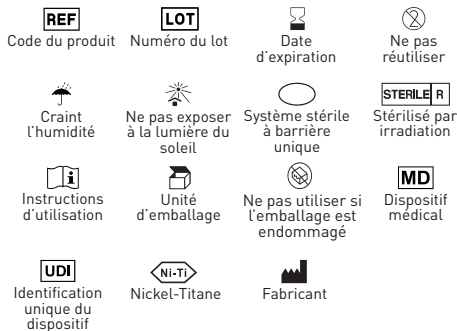 REF
LOT
Code du produit
Numéro du lot
Date
d'expiration
Ne pas
réutiliser
2
STERILE R
Craint
l'humidité
Ne pas exposer
à la lumière du
soleil
Système stérile
à barrière
unique
Stérilisé par
irradiation
i
MD
Instructions
d'utilisation
Unité
d'emballage
Ne pas utiliser si
l'emballage est
endommagé
Dispositif
médical
UDI
Ni-Ti
Identification
unique du
dispositif
Nickel-Titane
Fabricant